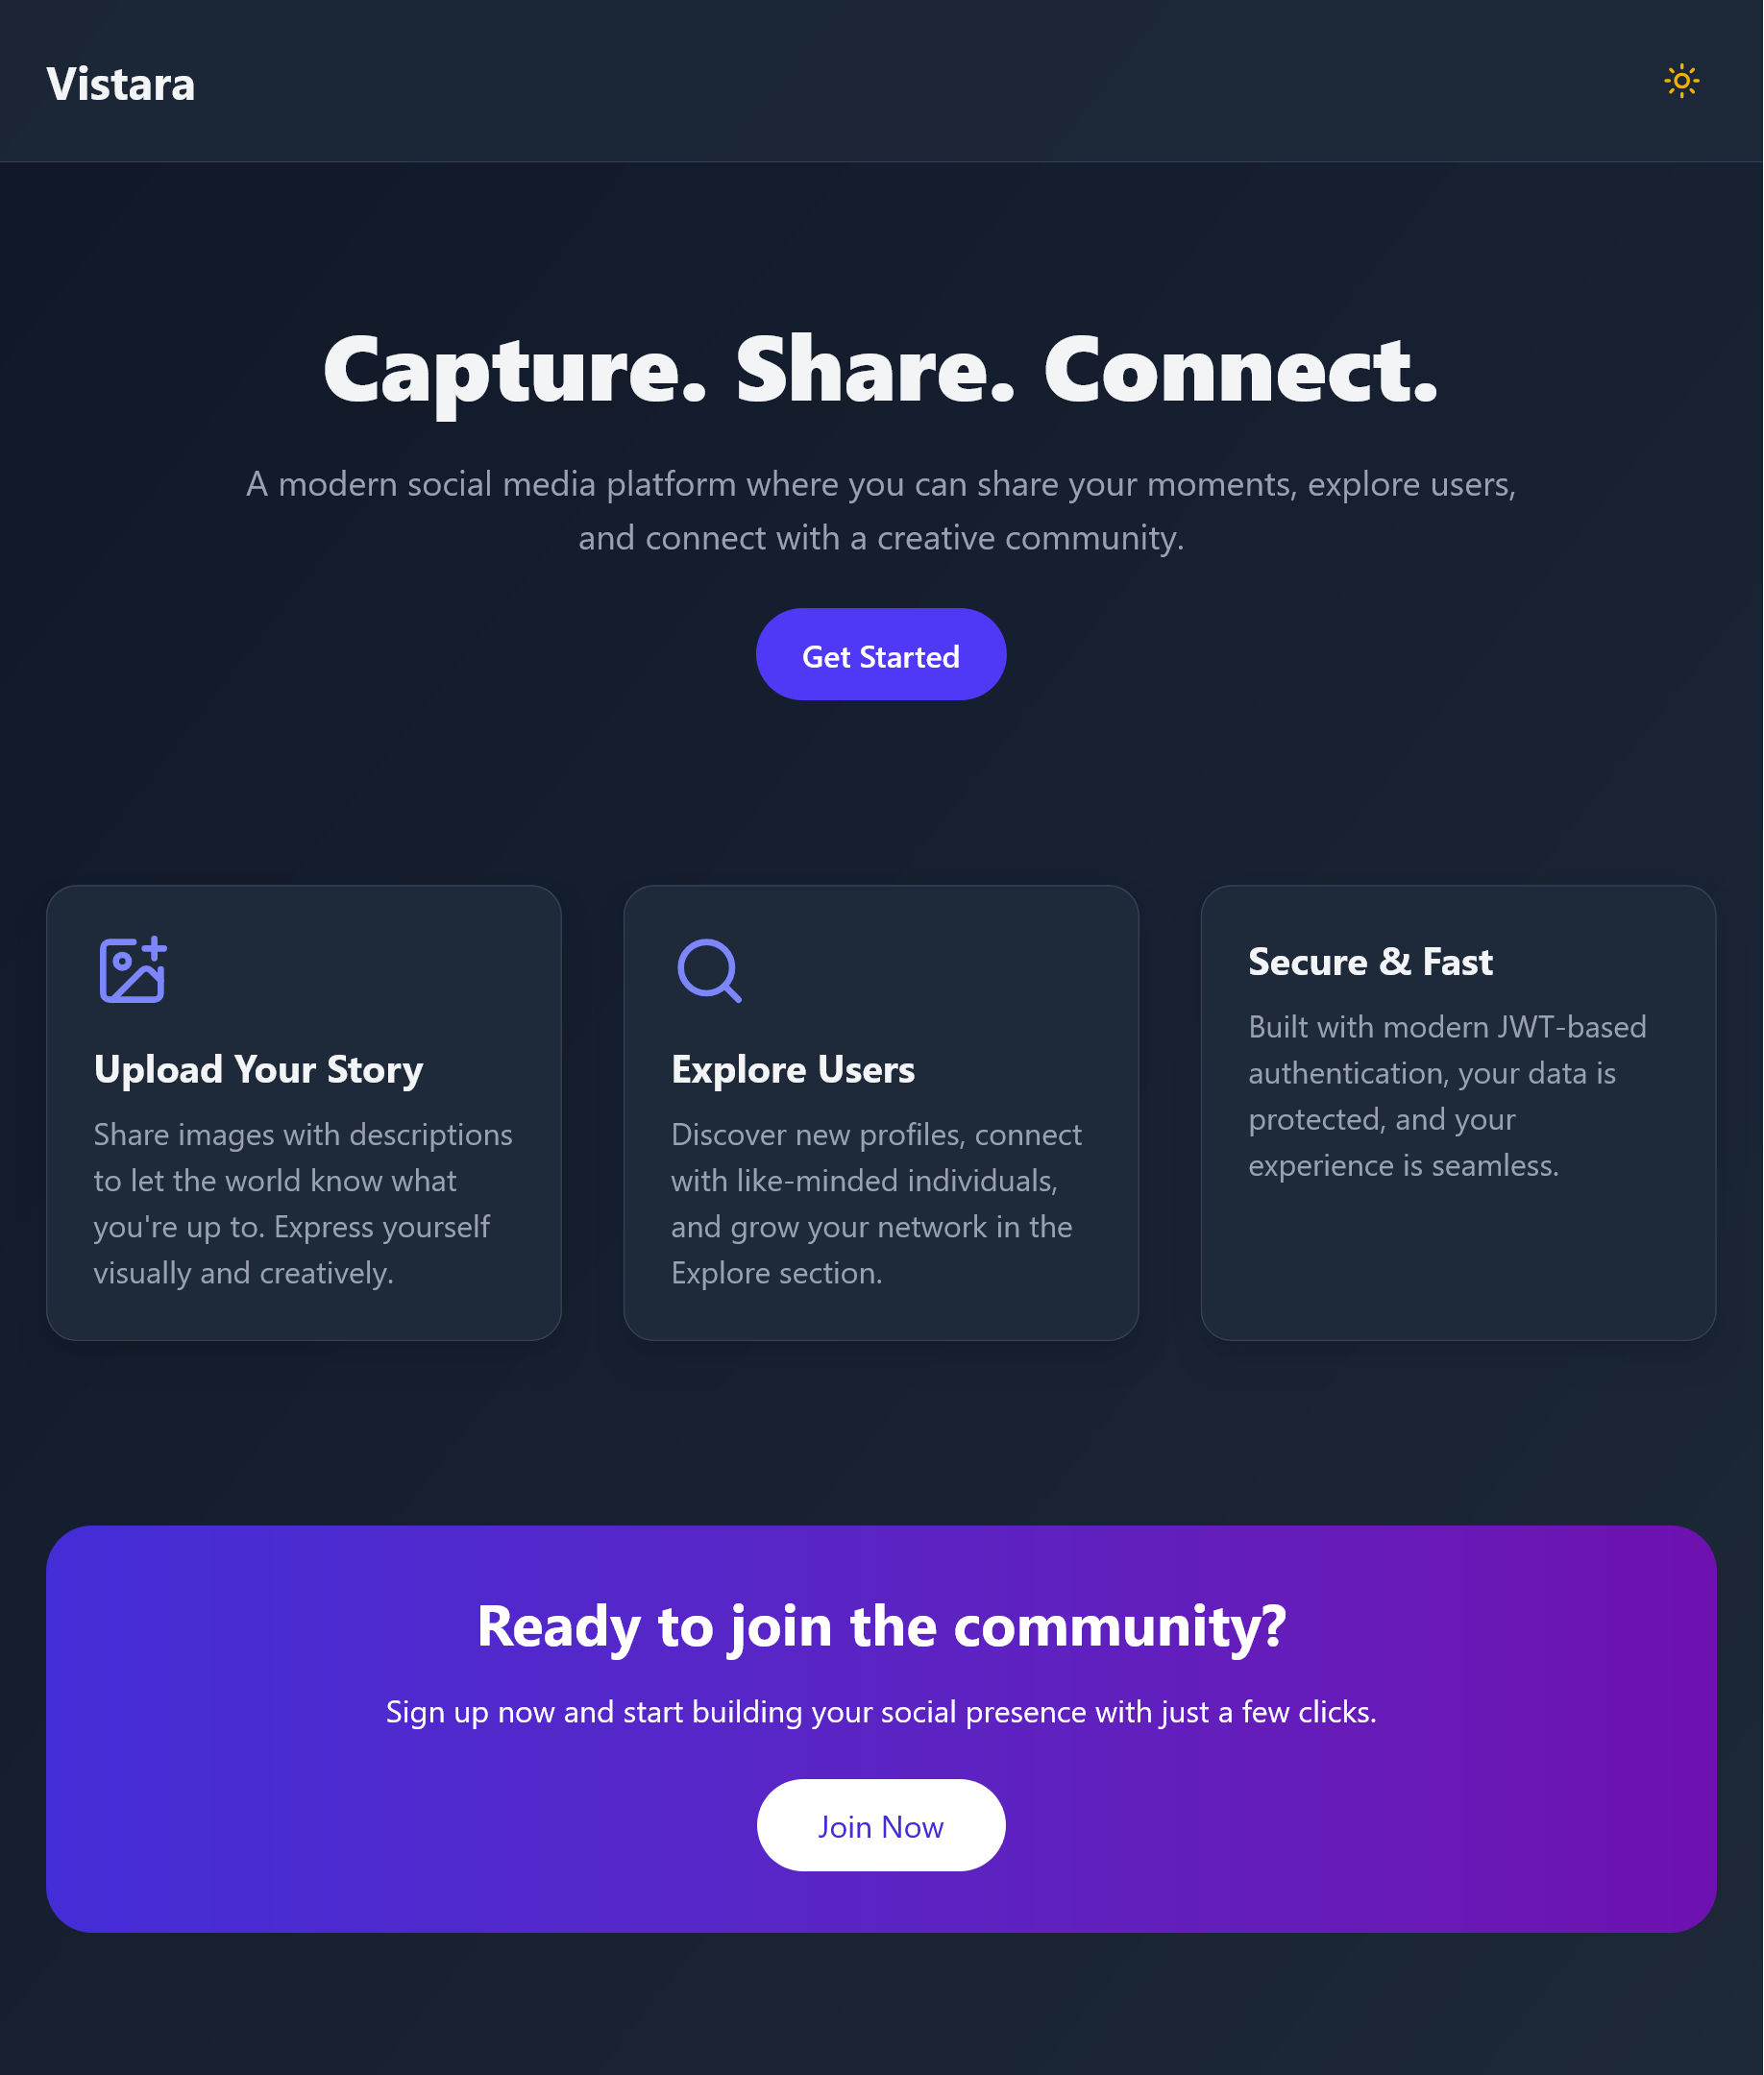 Vistara
Capture. Share. Connect.
A modern social media platform where you can share your moments, explore users,
and connect with a creative community.
Get Started
Upload Your Story
Share images with descriptions
to let the world know what
you're up to. Express yourself
visually and creatively.
Explore Users
Discover new profiles, connect
with like-minded individuals,
and grow your network in the
Explore section.
Secure & Fast
Built with modern JWT-based
authentication, your data is
protected, and your
experience is seamless.
Ready to join the community?
Sign up now and start building your social presence with just a few clicks.
Join Now